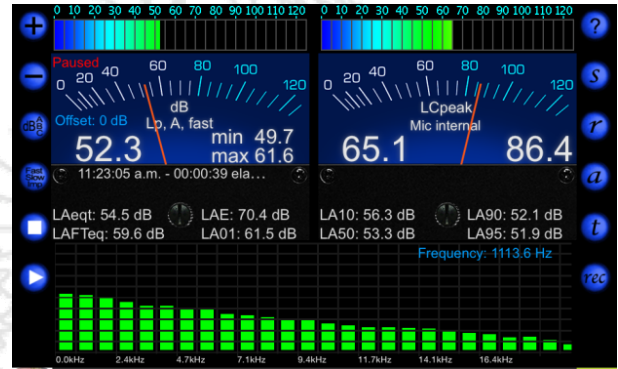 0 10 20 30 40 50 60 70 80 90 100 110 120
0 10 20 30 40 50 60 70 80 90 100 110 120
+
?
Paused
0 20 40 60 80 100 120
0 20 40 60 80 100 120
−
s
dB
Lp, A, fast
LCpeak
Mic internal
Offset: 0 dB
r
52.3
min 49.7
max 61.6
65.1
86.4
Fast
Slow
11:23:05 a.m. - 00:00:39 ela...
a
LAeqt: 54.5 dB
LAE: 70.4 dB
LA10: 56.3 dB
LA90: 52.1 dB
LAFTeq: 59.6 dB
LA01: 61.5 dB
LA50: 53.3 dB
LA95: 51.9 dB
t
Frequency: 1113.6 Hz
rec
0.0kHz 2.4kHz 4.7kHz 7.1kHz 9.4kHz 11.7kHz 14.1kHz 16.4kHz